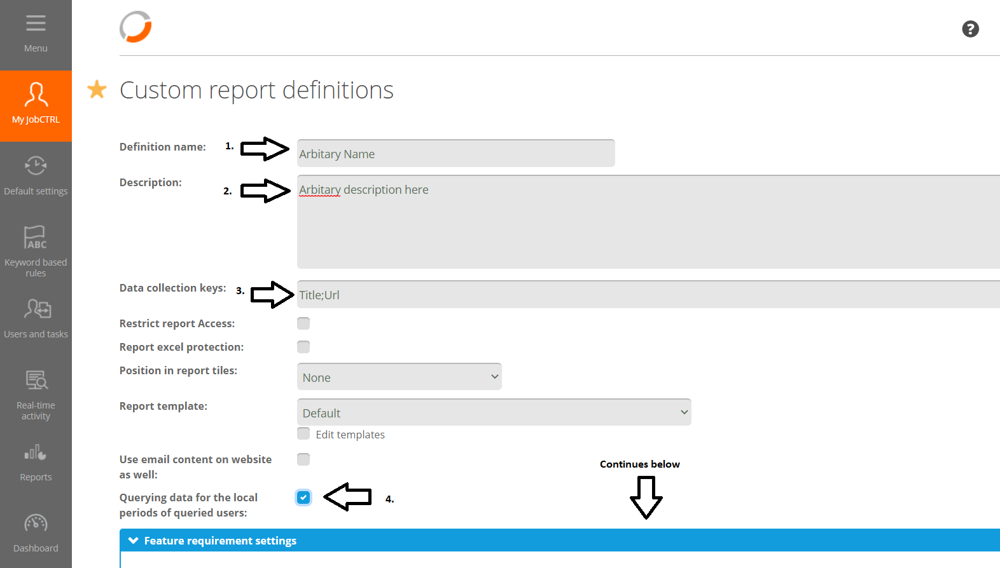 Menu
My JobCTRL
Default settings
ABC
Keyword based
rules
Users and tasks
Real-time
activity
Reports
Dashboard
?
Custom report definitions
Definition name:
1.
Arbitary Name
Description:
2.
Arbitary description here
Data collection keys:
3.
Title;Url
Restrict report Access:
Report excel protection:
Position in report tiles:
None
Report template:
Default
Edit templates
Use email content on website
as well:
Continues below
Querying data for the local
periods of queried users:
4.
Feature requirement settings